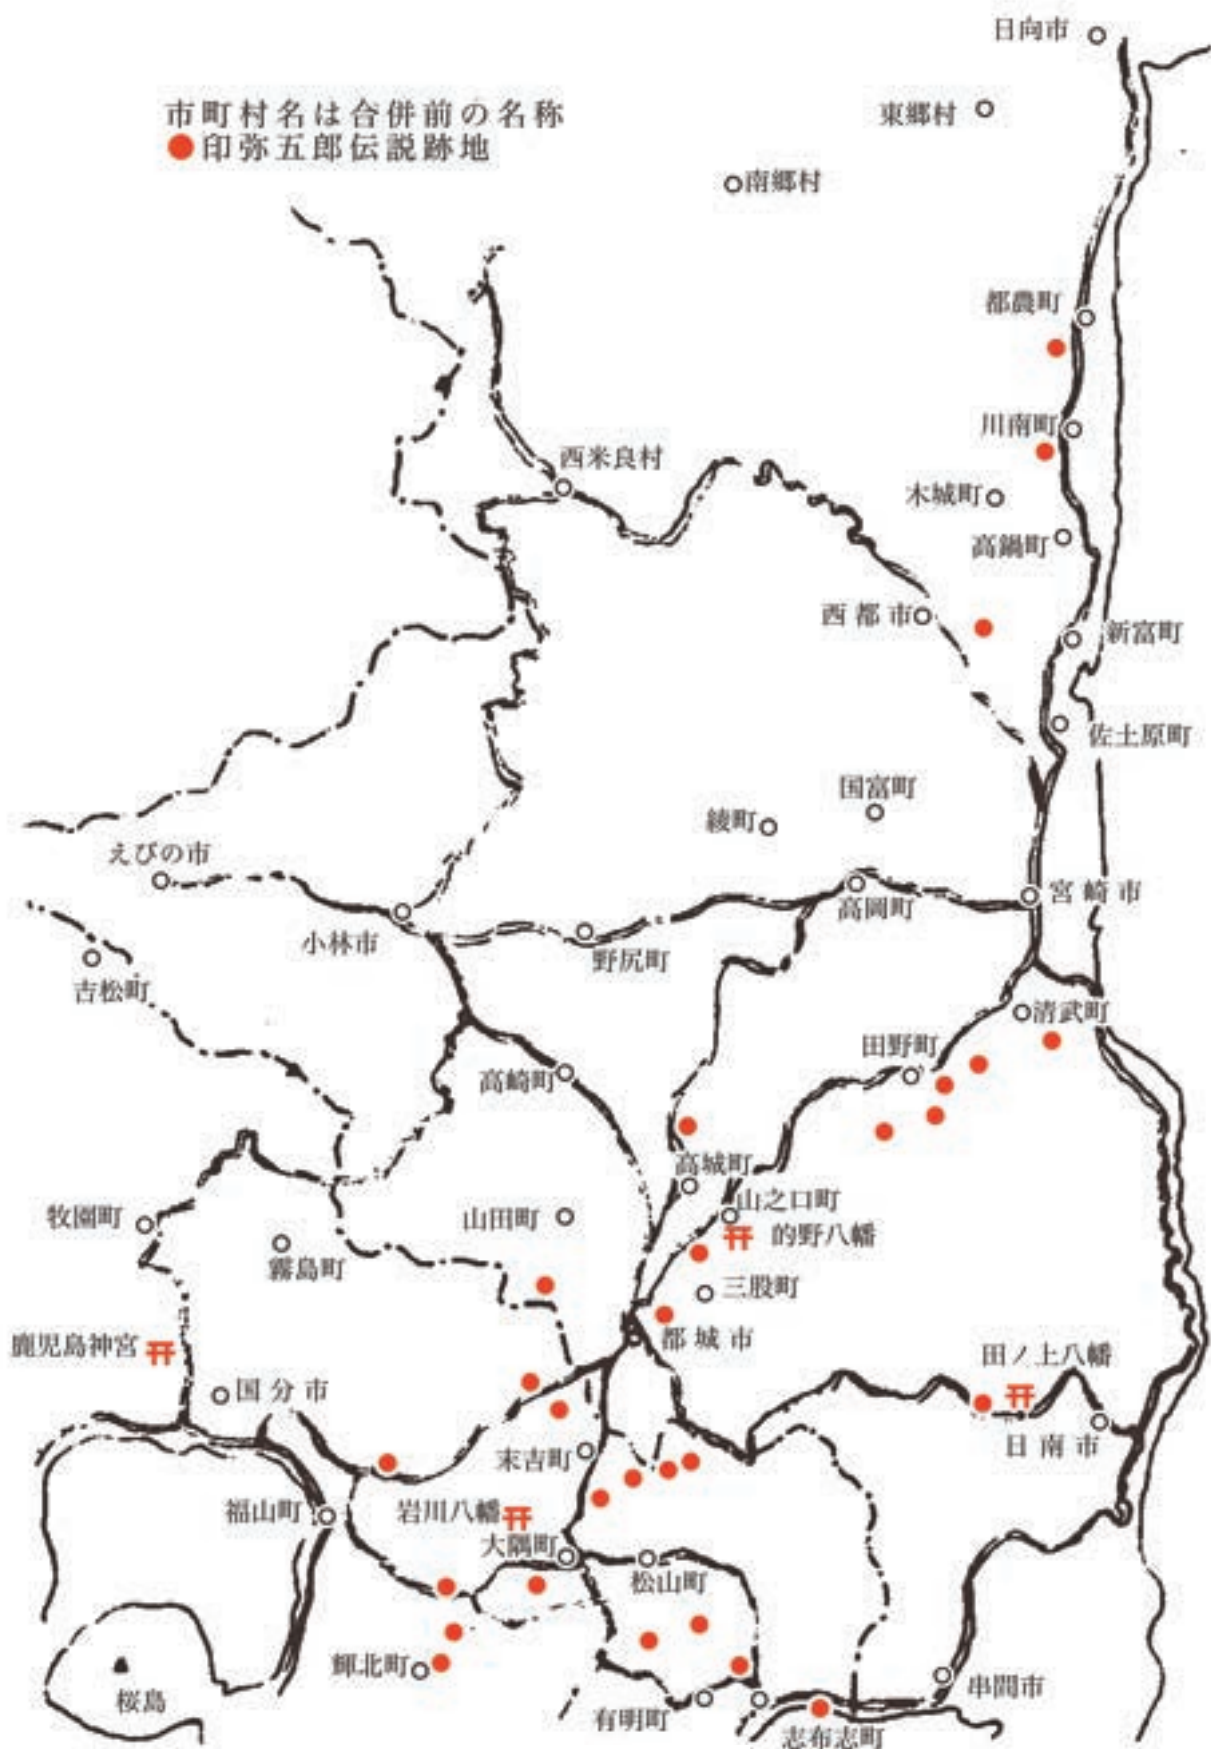 日向市
市町村名は合併前の名称
東郷村
印弥五郎伝説跡地
南郷村
都農町
川南町
西米良村
木城町
高鍋町
西都市
新富町
佐土原町
国富町
綾町
えびの市
宮崎市
高岡町
小林市
野尻町
吉松町
清武町
田野町
高崎町
高城町
山之口町
牧園町
山田町
的野八幡
霧島町
三股町
都城市
鹿児島神宮
田ノ上八幡
国分市
日南市
末吉町
福山町
岩川八幡
大隅町
松山町
輝北町
串間市
桜島
有明町
志布志町